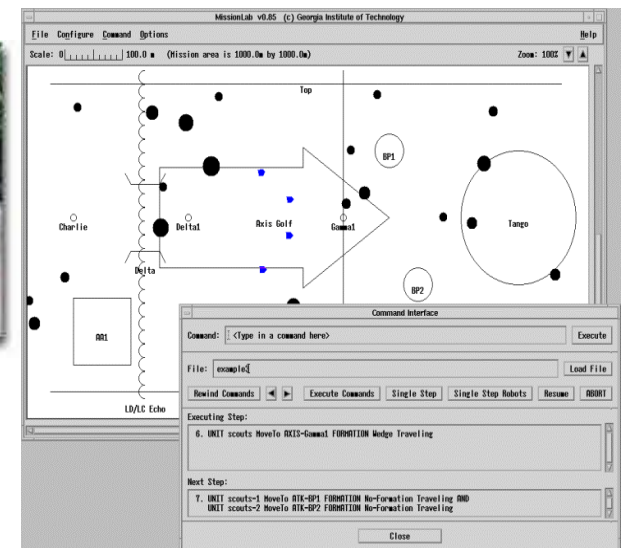 MissionLab v0.85 (c) Georgia Institute of Technology
File Configure Command Options Help
Scale: 0 100.0 m (Mission area is 1000.0m by 1000.0m) Zoom: 100%
Top
BP1
Charlie
Delta1
Axis Golf
Gamma1
Tango
Delta
BP2
AA1
LD/LC Echo
Command Interface
Command: <Type in a command here> Execute
File: example3 Load File
Rewind Commands Execute Commands Single Step Single Step Robots Resume ABORT
Executing Step:
6. UNIT scouts MoveTo AXIS-Gamma1 FORMATION Wedge Traveling
Next Step:
7. UNIT scouts-1 MoveTo ATK-BP1 FORMATION No-Formation Traveling AND
UNIT scouts-2 MoveTo ATK-BP2 FORMATION No-Formation Traveling
Close